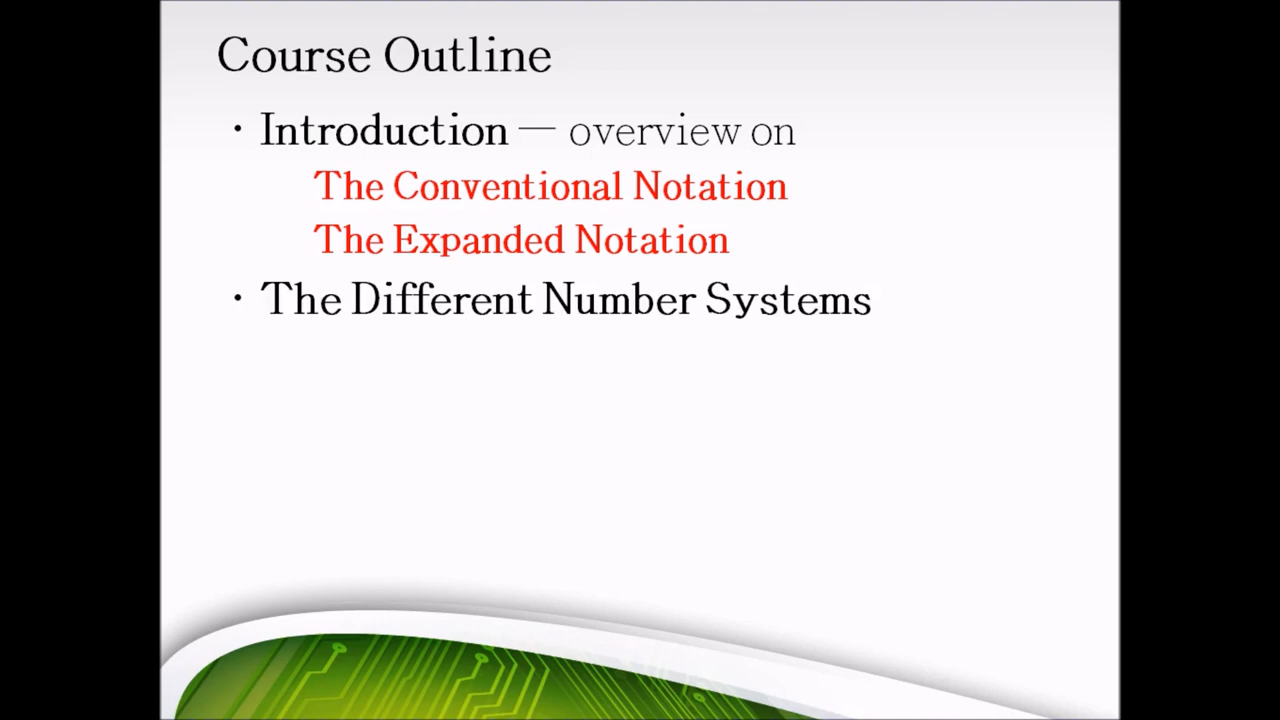 Course Outline
· Introduction — overview on
The Conventional Notation
The Expanded Notation
· The Different Number Systems